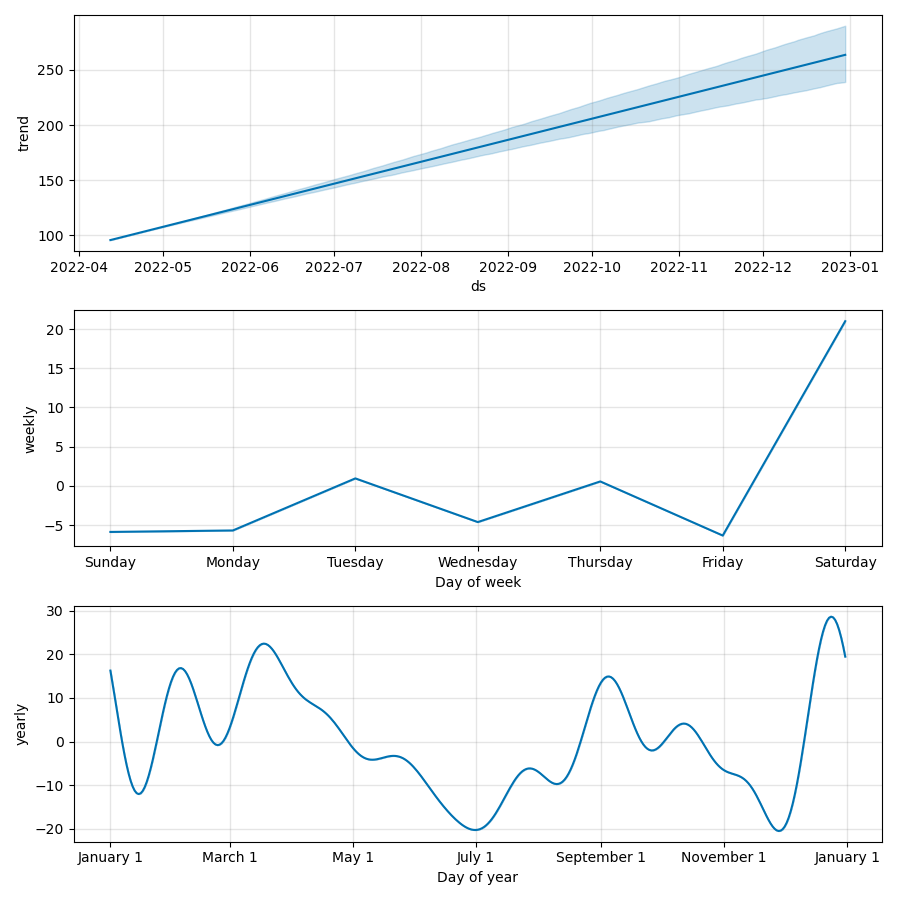 250
200
150
100
trend
2022-04 2022-05 2022-06 2022-07 2022-08 2022-09 2022-10 2022-11 2022-12 2023-01
ds
20
15
10
5
0
−5
weekly
Sunday Monday Tuesday Wednesday Thursday Friday Saturday
Day of week
30
20
10
0
−10
−20
yearly
January 1 March 1 May 1 July 1 September 1 November 1 January 1
Day of year